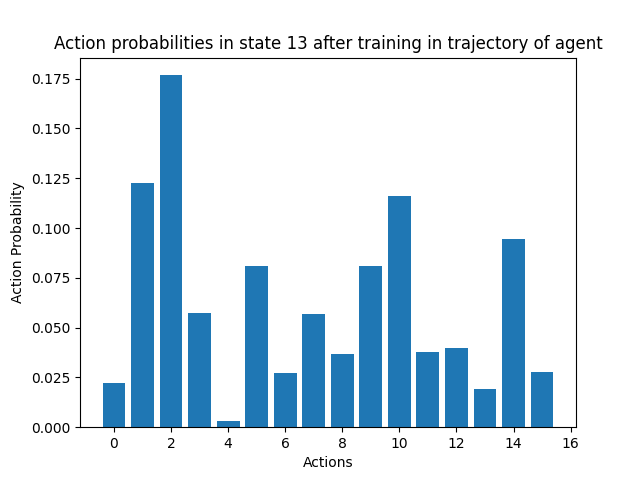 Action probabilities in state 13 after training in trajectory of agent
0.175
0.150
0.125
0.100
0.075
0.050
0.025
0.000
Action Probability
0 2 4 6 8 10 12 14 16
Actions